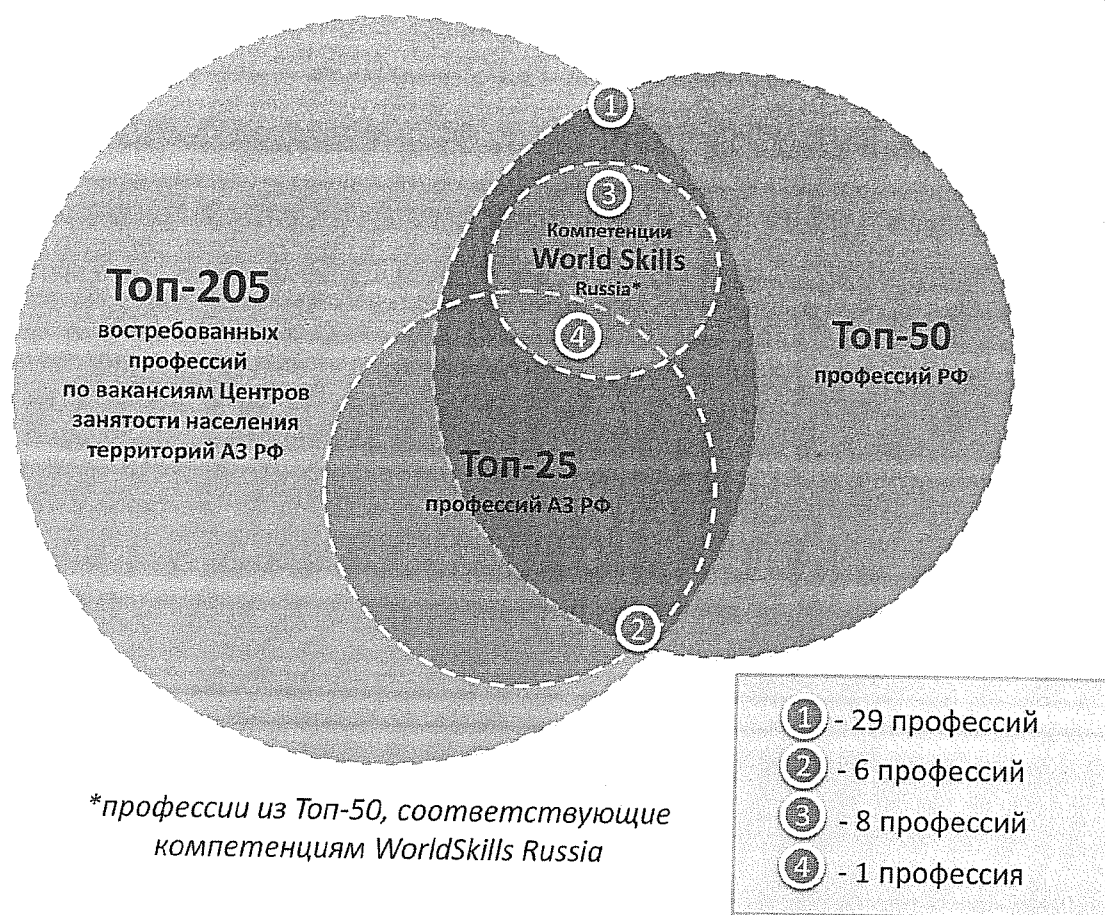 1
3
Компетенции
World Skills
Russia*
4
Топ-205
востребованных
профессий
по вакансиям Центров
занятости населения
территорий АЗ РФ
Топ-50
профессий РФ
Топ-25
профессий АЗ РФ
2
1 - 29 профессий
2 - 6 профессий
3 - 8 профессий
4 - 1 профессия
*профессии из Топ-50, соответствующие
компетенциям WorldSkills Russia